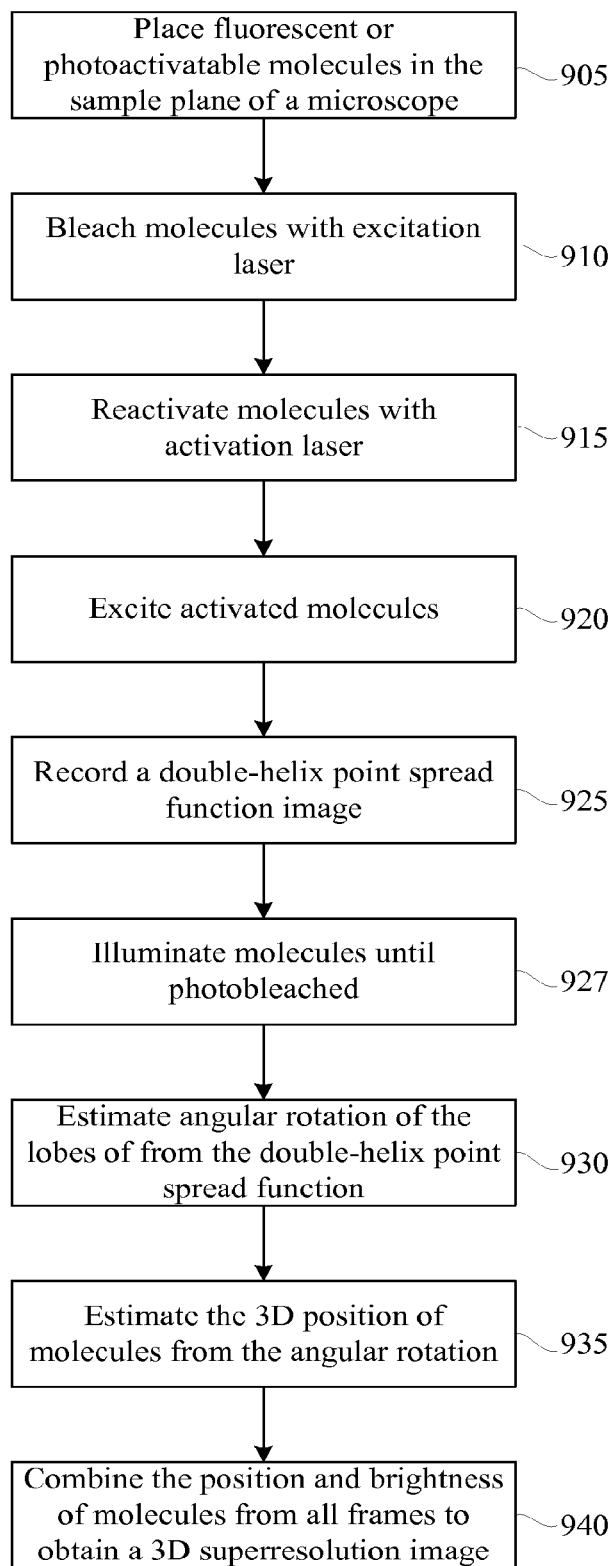 Place fluorescent or
photoactivatable molecules in the
sample plane of a microscope
905
Bleach molecules with excitation
laser
910
Reactivate molecules with
activation laser
915
Excite activated molecules
920
Record a double-helix point spread
function image
925
Illuminate molecules until
photobleached
927
Estimate angular rotation of the
lobes of from the double-helix point
spread function
930
Estimate the 3D position of
molecules from the angular rotation
935
Combine the position and brightness
of molecules from all frames to
obtain a 3D superresolution image
940